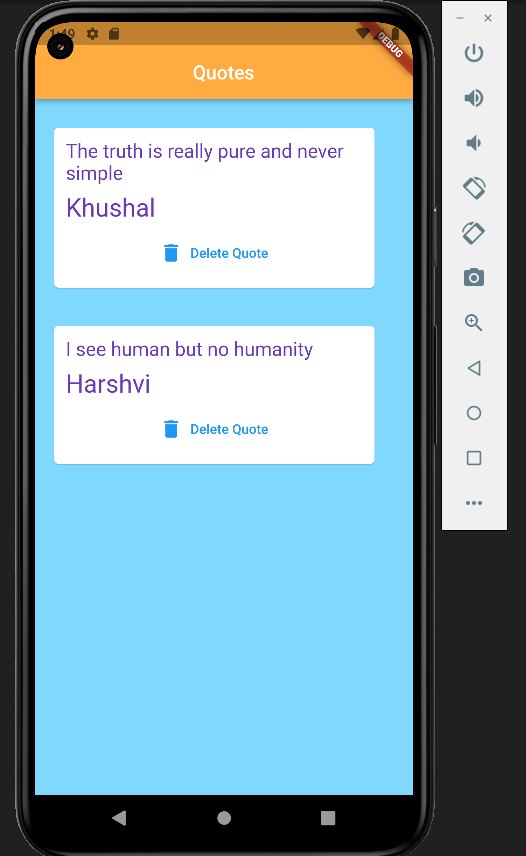 1:49
DEBUG
Quotes
The truth is really pure and never
simple
Khushal
Delete Quote
I see human but no humanity
Harshvi
Delete Quote